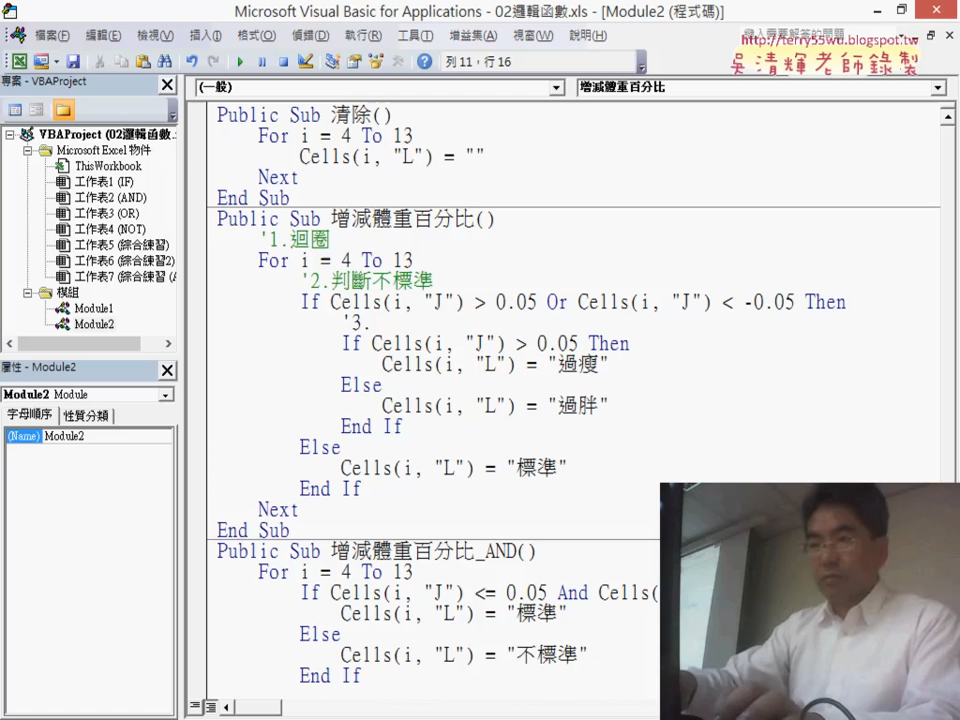 Microsoft Visual Basic for Applications - 02邏輯函數.xls - [Module2 (程式碼)]
檔案(F) 編輯(E) 檢視(V) 插入(I) 格式(O) 偵錯(D) 執行(R) 工具(T) 增益集(A) 視窗(W) 說明(H)
http://terry55wu.blogspot.tw
吳清輝老師錄製
列 11，行 16
專案 - VBAProject
(一般)
增減體重百分比
VBAProject (02邏輯函數.
Microsoft Excel 物件
ThisWorkbook
工作表1 (IF)
工作表2 (AND)
工作表3 (OR)
工作表4 (NOT)
工作表5 (綜合練習)
工作表6 (綜合練習2)
工作表7 (綜合練習 (A
模組
Module1
Module2
屬性 - Module2
Module2 Module
字母順序 性質分類
(Name) Module2
Public Sub 清除()
For i = 4 To 13
Cells(i, "L") = ""
Next
End Sub
Public Sub 增減體重百分比()
'1.迴圈
For i = 4 To 13
'2.判斷不標準
If Cells(i, "J") > 0.05 Or Cells(i, "J") < -0.05 Then
'3.
If Cells(i, "J") > 0.05 Then
Cells(i, "L") = "過瘦"
Else
Cells(i, "L") = "過胖"
End If
Else
Cells(i, "L") = "標準"
End If
Next
End Sub
Public Sub 增減體重百分比_AND()
For i = 4 To 13
If Cells(i, "J") <= 0.05 And Cells(
Cells(i, "L") = "標準"
Else
Cells(i, "L") = "不標準"
End If